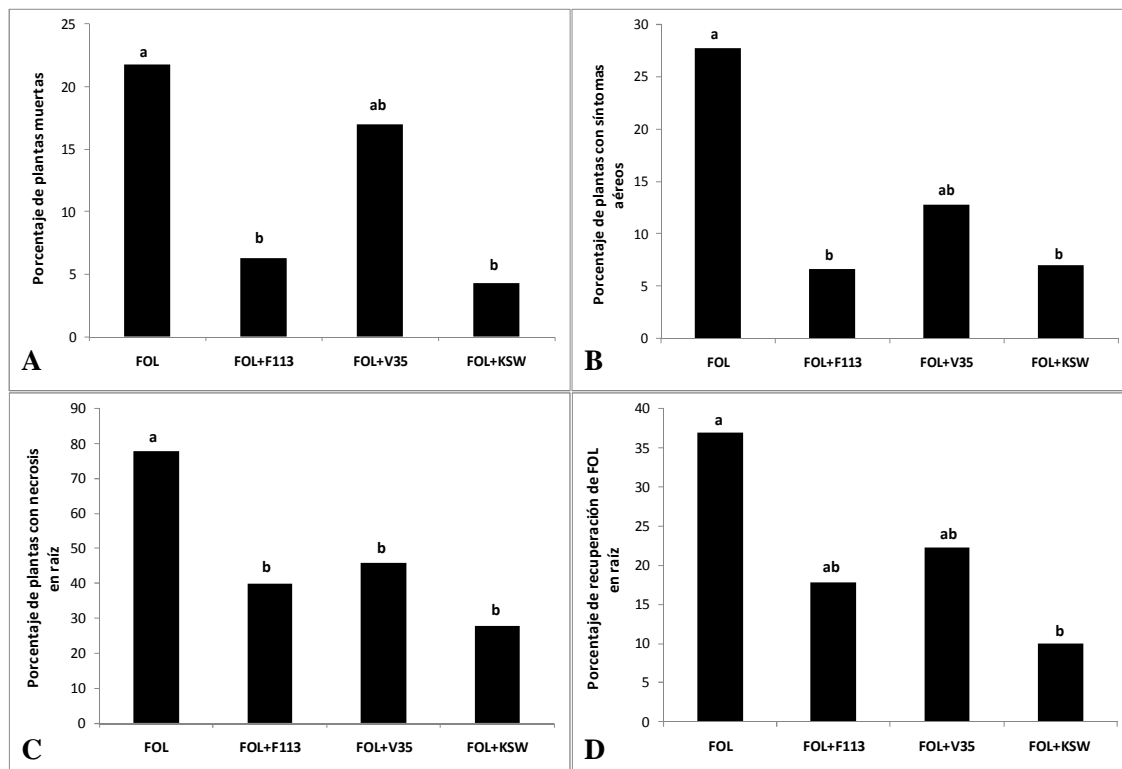 Porcentaje de plantas muertas
25
20
15
10
5
0
a
b
ab
b
FOL
FOL+F113
FOL+V35
FOL+KSW
A
Porcentaje de plantas con síntomas
aéreos
30
25
20
15
10
5
0
a
b
ab
b
FOL
FOL+F113
FOL+V35
FOL+KSW
B
Porcentaje de plantas con necrosis
en raíz
90
80
70
60
50
40
30
20
10
0
a
b
b
b
FOL
FOL+F113
FOL+V35
FOL+KSW
C
Porcentaje de recuperación de FOL
en raíz
40
35
30
25
20
15
10
5
0
a
ab
ab
b
FOL
FOL+F113
FOL+V35
FOL+KSW
D